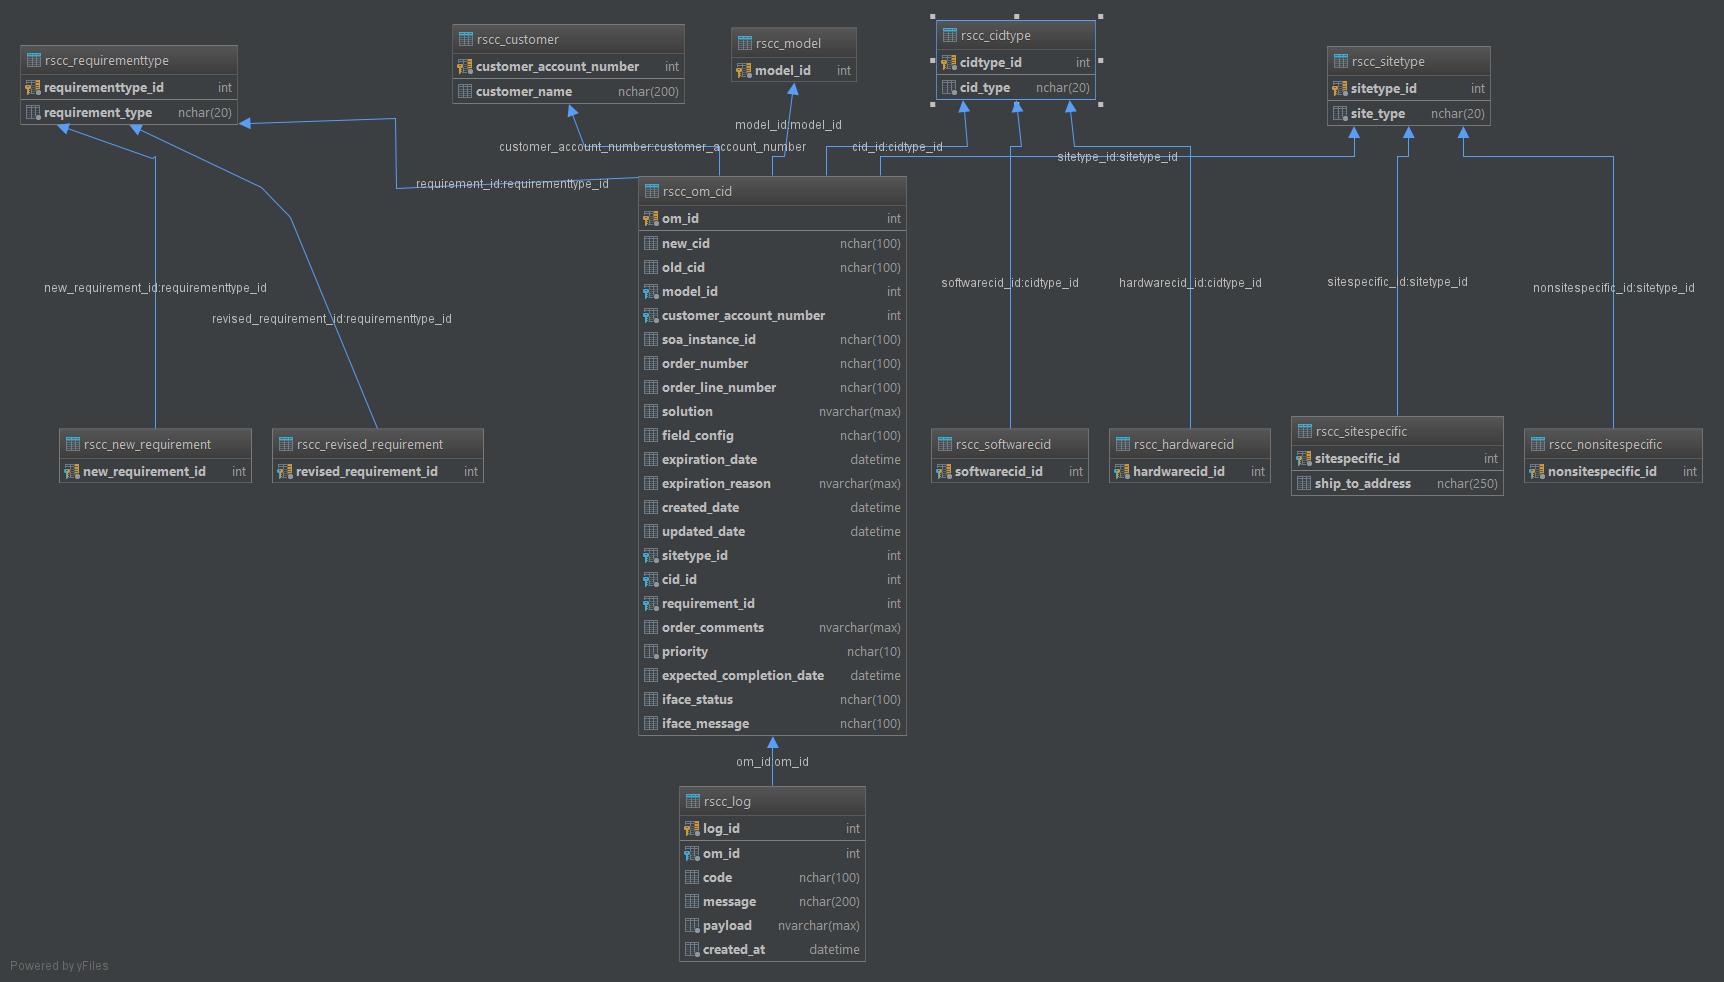 rscc_requirementtype
requirementtype_id int
requirement_type nchar(20)
rscc_customer
customer_account_number int
customer_name nchar(200)
rscc_model
model_id int
rscc_cidtype
cidtype_id int
cid_type nchar(20)
rscc_sitetype
sitetype_id int
site_type nchar(20)
model_id:model_id
customer_account_number:customer_account_number
cid_id:cidtype_id
sitetype_id:sitetype_id
requirement_id:requirementtype_id
new_requirement_id:requirementtype_id
revised_requirement_id:requirementtype_id
softwarecid_id:cidtype_id
hardwarecid_id:cidtype_id
sitespecific_id:sitetype_id
nonsitespecific_id:sitetype_id
rscc_om_cid
om_id int
new_cid nchar(100)
old_cid nchar(100)
model_id int
customer_account_number int
soa_instance_id nchar(100)
order_number nchar(100)
order_line_number nchar(100)
solution nvarchar(max)
field_config nchar(100)
expiration_date datetime
expiration_reason nvarchar(max)
created_date datetime
updated_date datetime
sitetype_id int
cid_id int
requirement_id int
order_comments nvarchar(max)
priority nchar(10)
expected_completion_date datetime
iface_status nchar(100)
iface_message nchar(100)
rscc_new_requirement
new_requirement_id int
rscc_revised_requirement
revised_requirement_id int
rscc_softwarecid
softwarecid_id int
rscc_hardwarecid
hardwarecid_id int
rscc_sitespecific
sitespecific_id int
ship_to_address nchar(250)
rscc_nonsitespecific
nonsitespecific_id int
om_id:om_id
rscc_log
log_id int
om_id int
code nchar(100)
message nchar(200)
payload nvarchar(max)
created_at datetime
Powered by yFiles